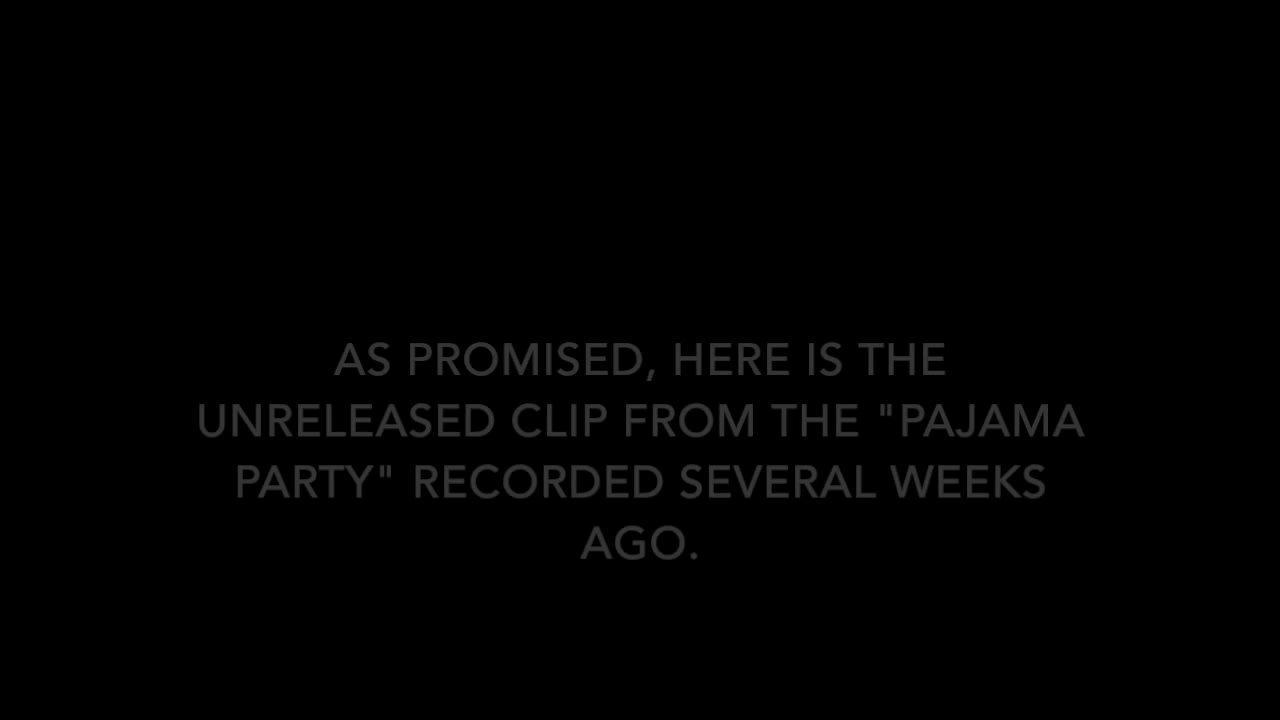 AS PROMISED, HERE IS THE
UNRELEASED CLIP FROM THE "PAJAMA
PARTY" RECORDED SEVERAL WEEKS
AGO.